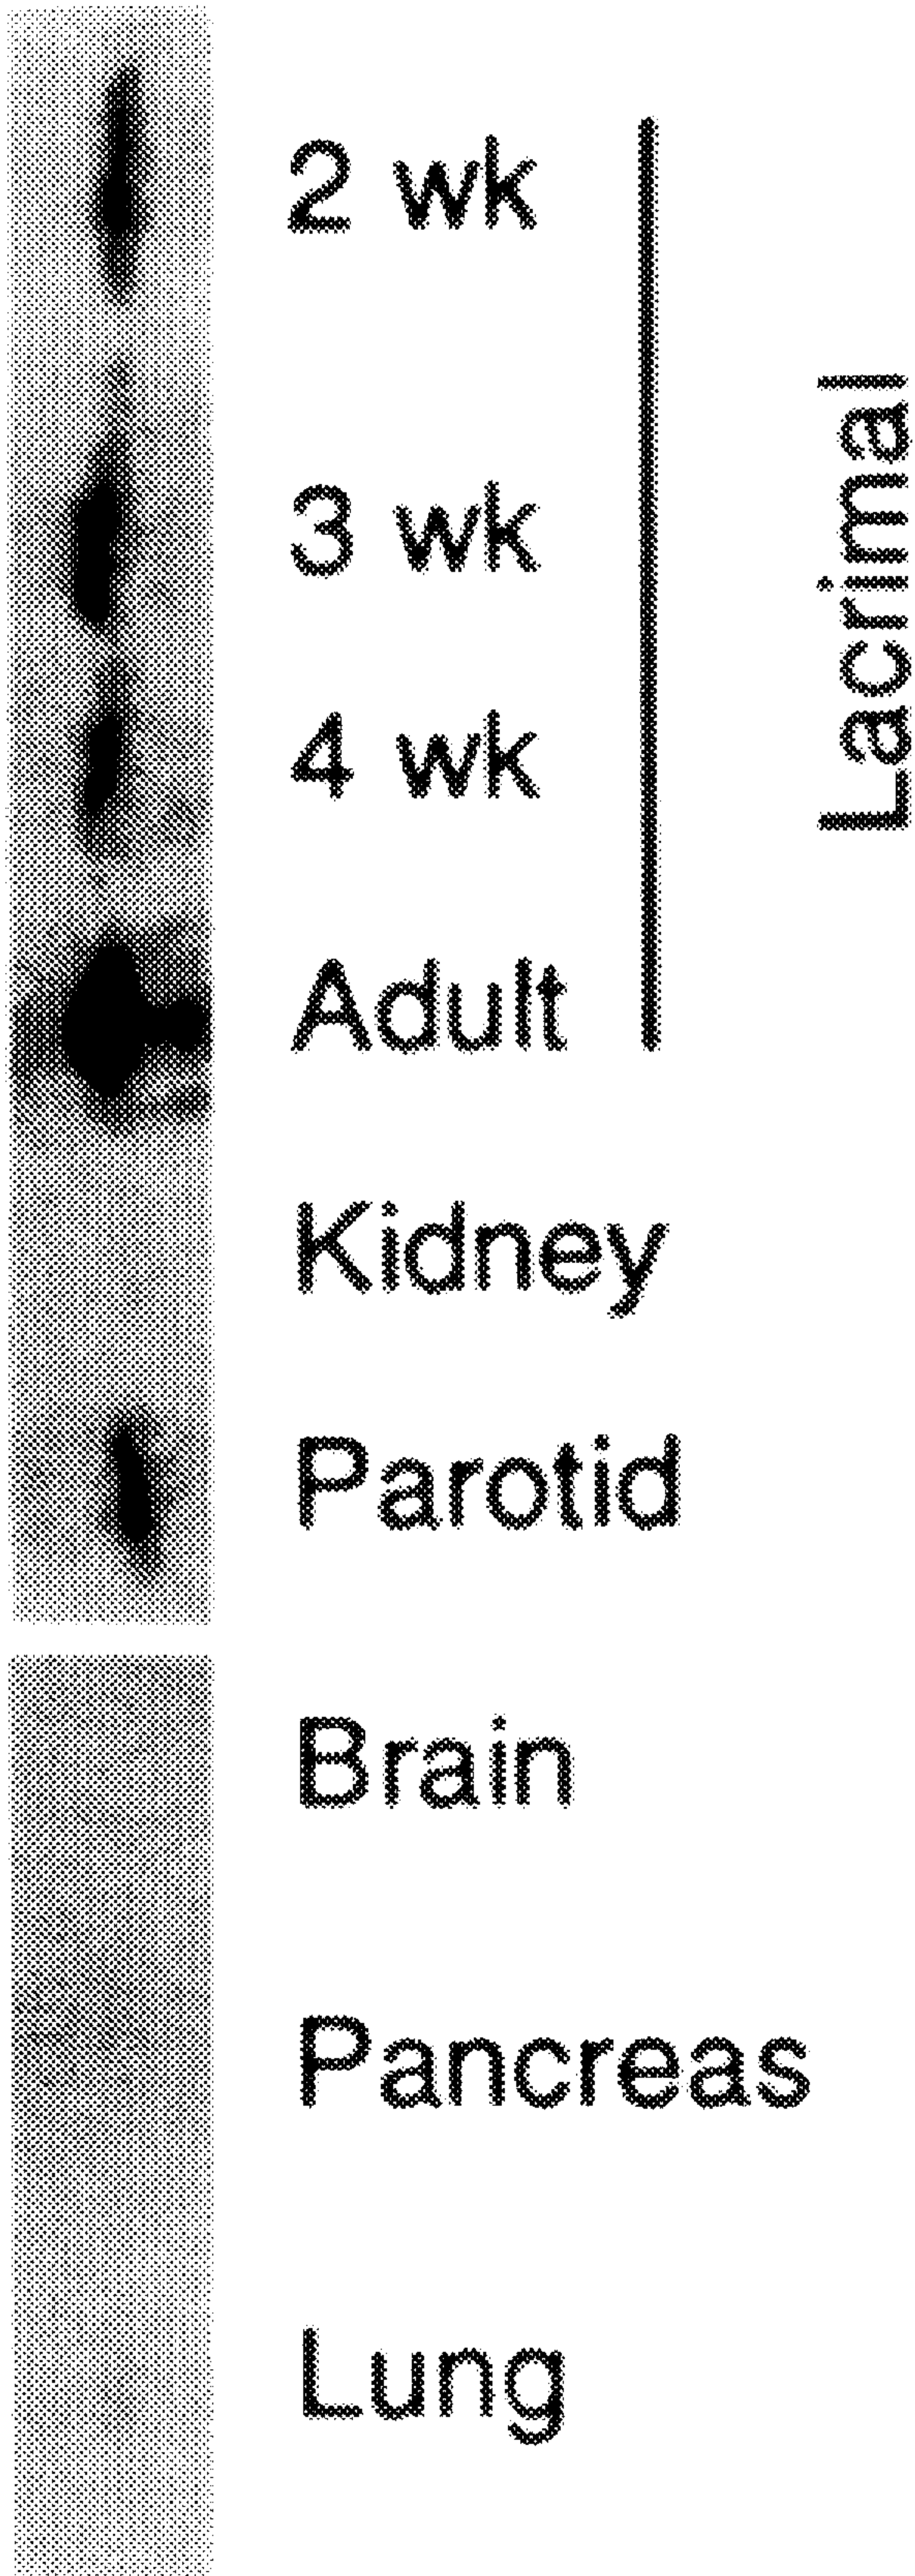 2 wk
3 wk
4 wk
Adult
Lacrimal
Kidney
Parotid
Brain
Pancreas
Lung